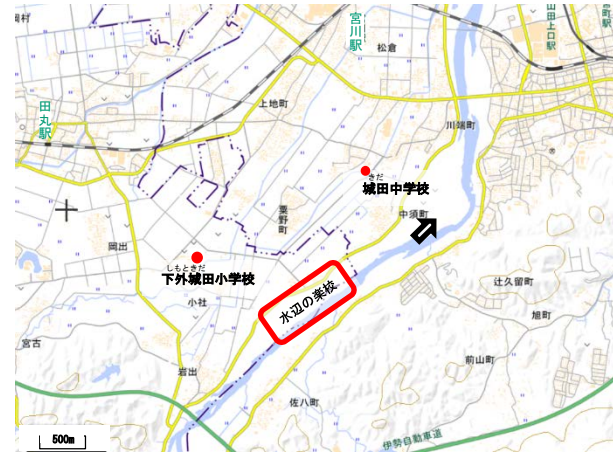 宮川駅
松倉
山田上口駅
上地町
田丸駅
川端町
きだ
城田中学校
粟野町
中須町
岡出
しもときだ
下外城田小学校
小社
水辺の楽校
辻久留町
旭町
宮古
岩出
前山町
佐八町
伊勢自動車道
500m